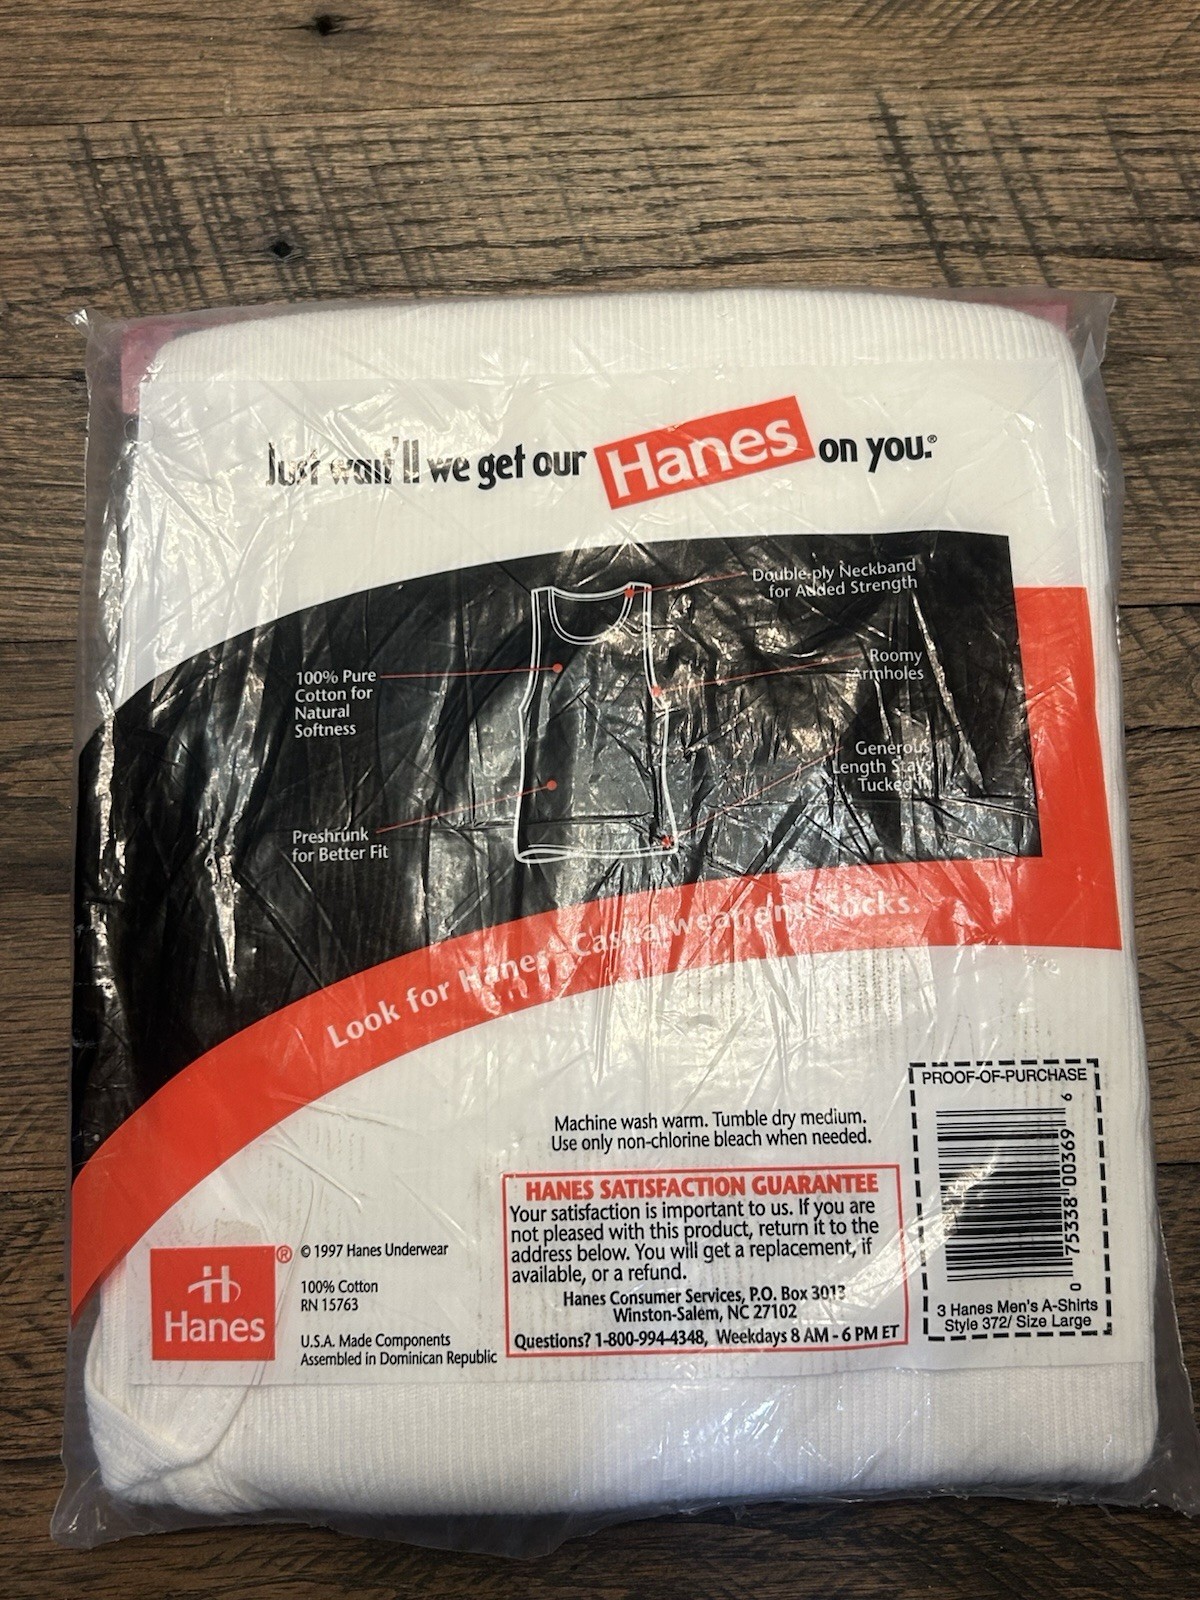 Just wait'll we get our Hanes on you.®
Double-ply Neckband
for Added Strength
100% Pure
Cotton for
Natural
Softness
Roomy
Armholes
Generous
Length Stays
Tucked In
Preshrunk
for Better Fit
Look for Hanes Casualwear and Socks.
Machine wash warm. Tumble dry medium.
Use only non-chlorine bleach when needed.
HANES SATISFACTION GUARANTEE
Your satisfaction is important to us. If you are
not pleased with this product, return it to the
address below. You will get a replacement, if
available, or a refund.
Hanes Consumer Services, P.O. Box 3013
Winston-Salem, NC 27102
Questions? 1-800-994-4348, Weekdays 8 AM - 6 PM ET
H
Hanes ®
© 1997 Hanes Underwear
100% Cotton
RN 15763
U.S.A. Made Components
Assembled in Dominican Republic
PROOF-OF-PURCHASE
0 75338 00369 6
3 Hanes Men's A-Shirts
Style 372/ Size Large